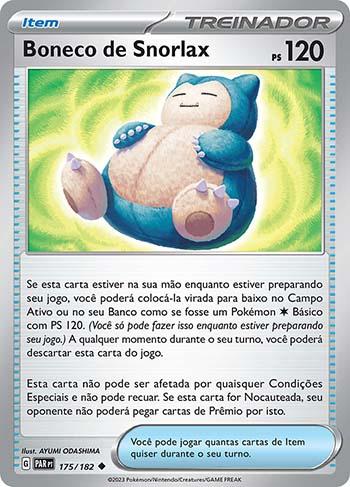 Item
TREINADOR
Boneco de Snorlax PS 120
Se esta carta estiver na sua mão enquanto estiver preparando
seu jogo, você poderá colocá-la virada para baixo no Campo
Ativo ou no seu Banco como se fosse um Pokémon Básico
com PS 120. (Você só pode fazer isso enquanto estiver preparando
seu jogo.) A qualquer momento durante o seu turno, você poderá
descartar esta carta do jogo.
Esta carta não pode ser afetada por quaisquer Condições
Especiais e não pode recuar. Se esta carta for Nocauteada, seu
oponente não poderá pegar cartas de Prêmio por isto.
Ilust. AYUMI ODASHIMA
G PAR PT 175/182
Você pode jogar quantas cartas de Item
quiser durante o seu turno.
©2023 Pokémon/Nintendo/Creatures/GAME FREAK